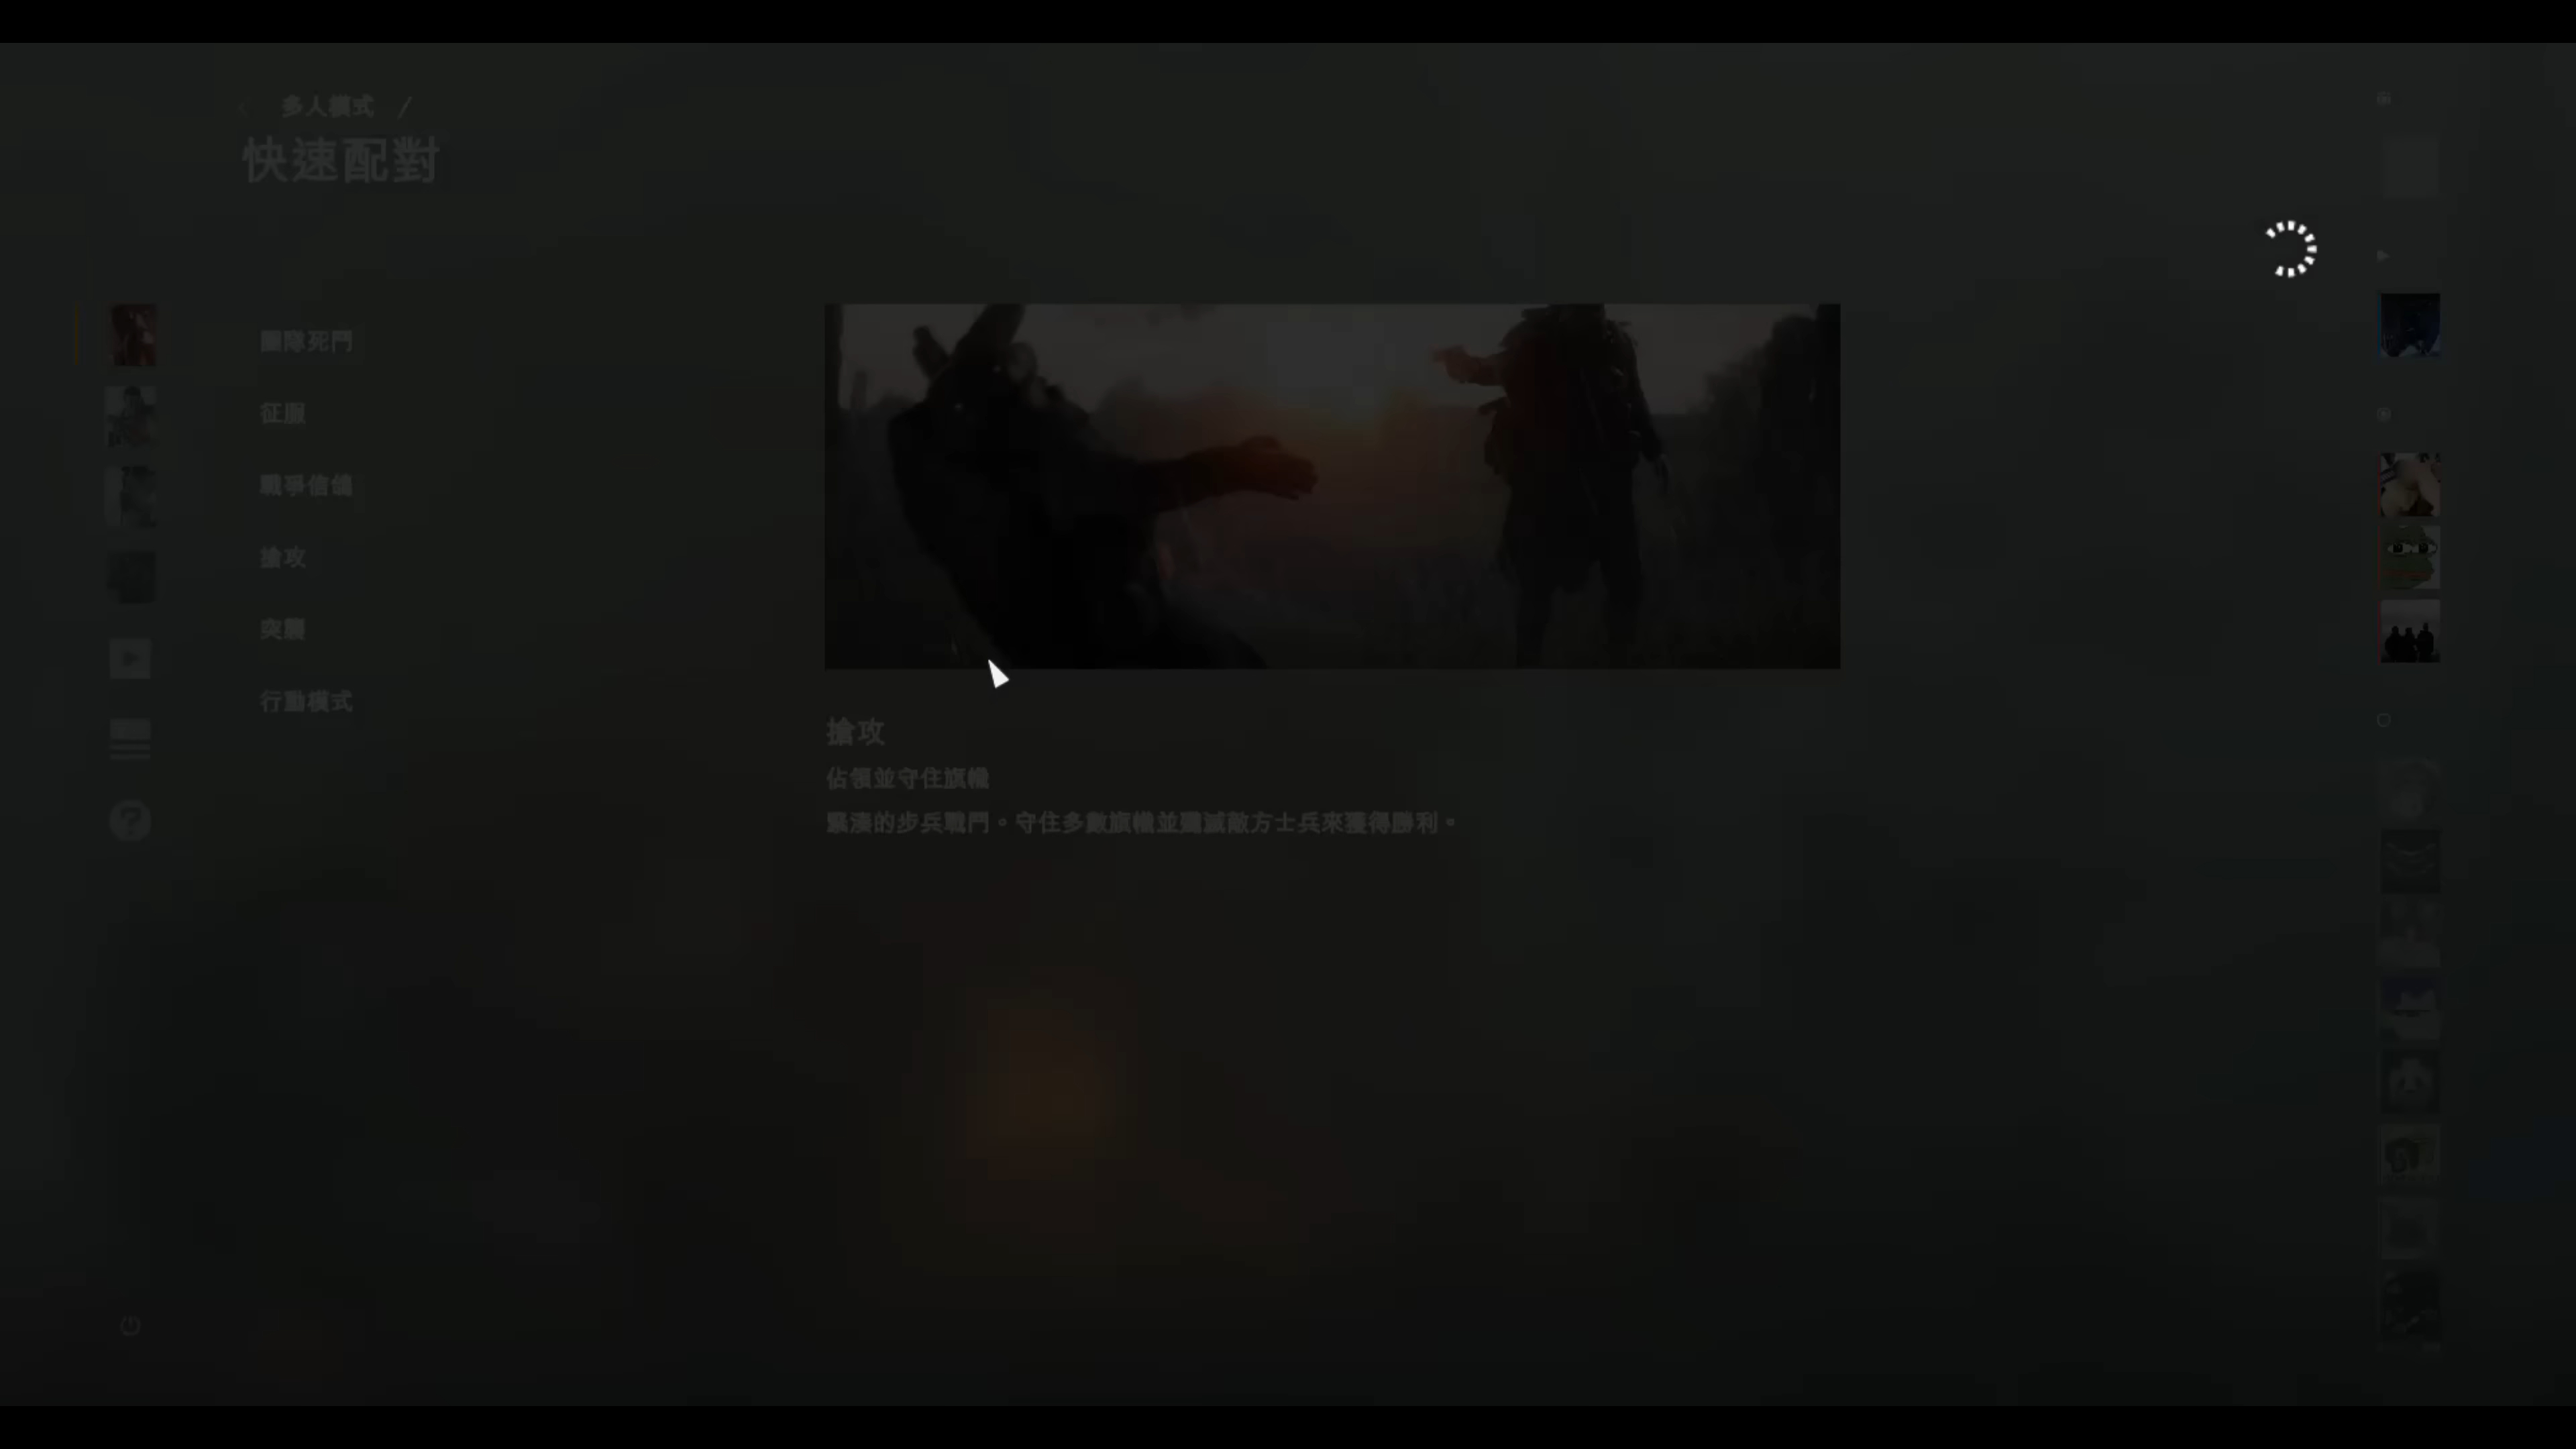 多人模式 /
快速配對
團隊死鬥
征服
戰爭信鴿
搶攻
突襲
行動模式
搶攻
佔領並守住旗幟
緊湊的步兵戰鬥。守住多數旗幟並殲滅敵方士兵來獲得勝利。